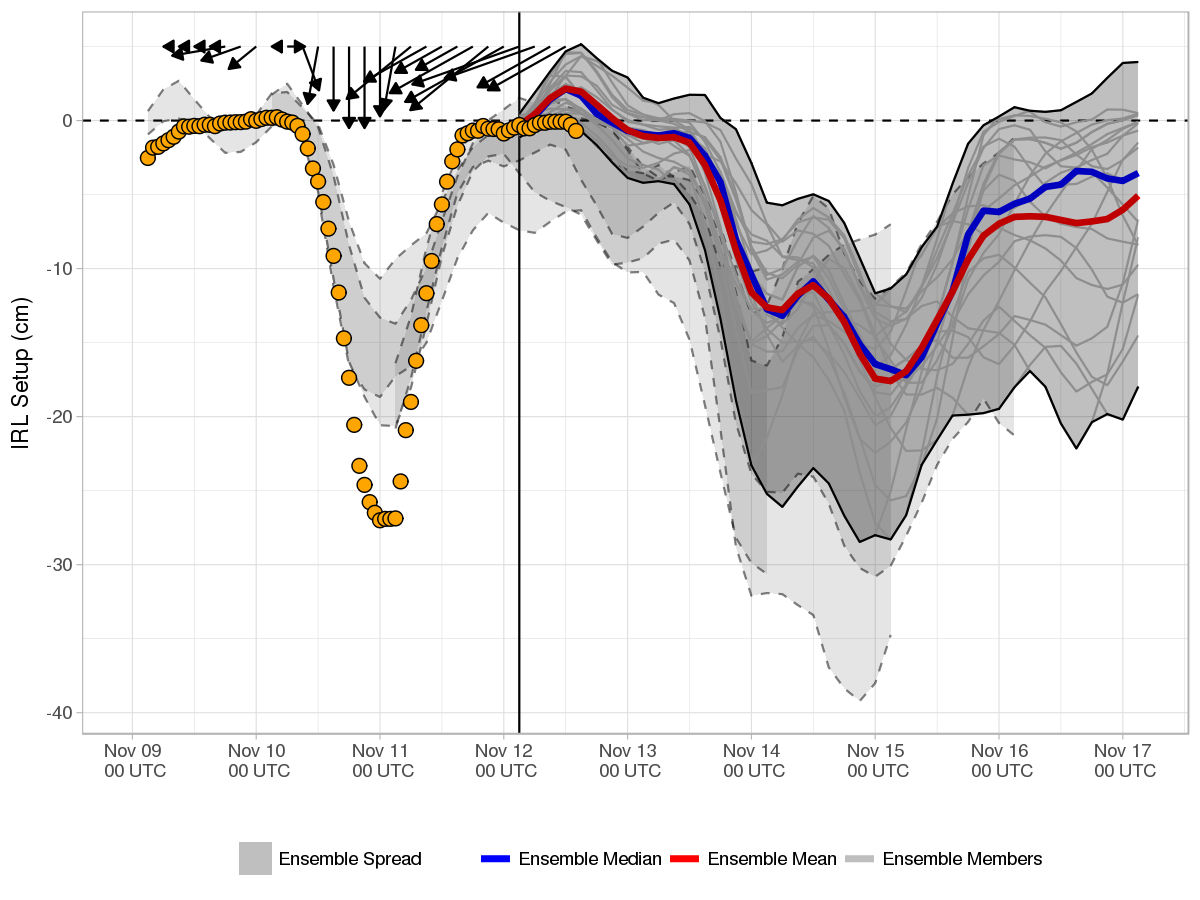 IRL Setup (cm)
0
-10
-20
-30
-40
Nov 09 Nov 10 Nov 11 Nov 12 Nov 13 Nov 14 Nov 15 Nov 16 Nov 17
00 UTC 00 UTC 00 UTC 00 UTC 00 UTC 00 UTC 00 UTC 00 UTC 00 UTC
Ensemble Spread Ensemble Median Ensemble Mean Ensemble Members